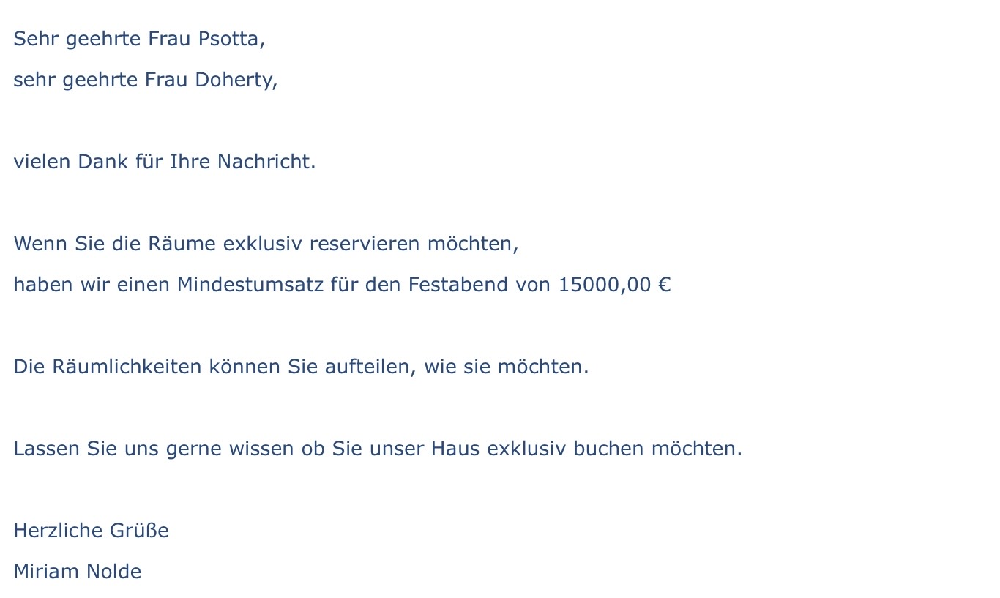 Sehr geehrte Frau Psotta,
sehr geehrte Frau Doherty,
vielen Dank für Ihre Nachricht.
Wenn Sie die Räume exklusiv reservieren möchten,
haben wir einen Mindestumsatz für den Festabend von 15000,00 €
Die Räumlichkeiten können Sie aufteilen, wie sie möchten.
Lassen Sie uns gerne wissen ob Sie unser Haus exklusiv buchen möchten.
Herzliche Grüße
Miriam Nolde